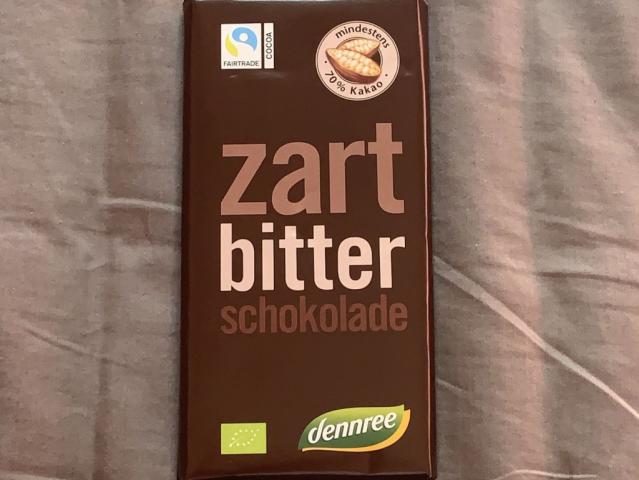 FAIRTRADE
COCOA
mindestens
• 70% Kakao •
zart
bitter
schokolade
dennree